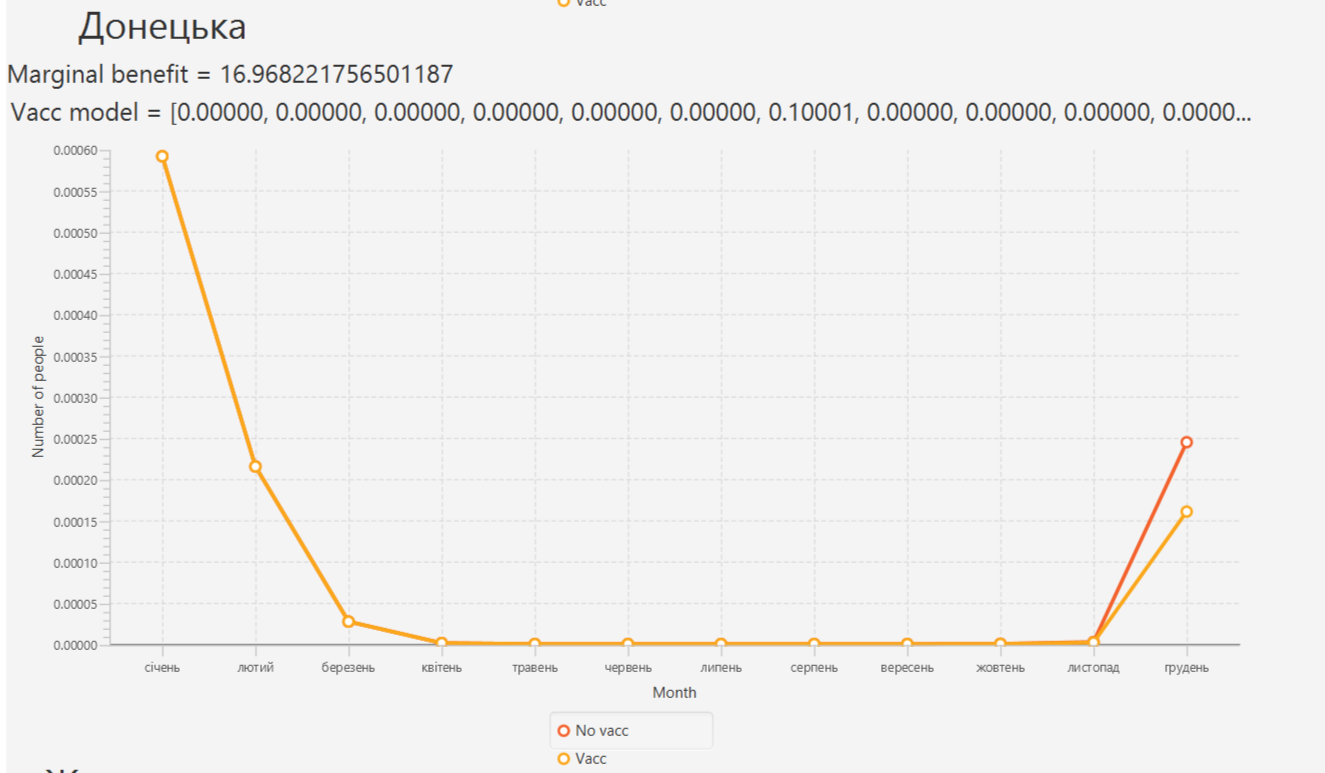 Vacc
Донецька
Marginal benefit = 16.968221756501187
Vacc model = [0.00000, 0.00000, 0.00000, 0.00000, 0.00000, 0.00000, 0.10001, 0.00000, 0.00000, 0.00000, 0.0000...
0.00060
0.00055
0.00050
0.00045
0.00040
0.00035
0.00030
0.00025
0.00020
0.00015
0.00010
0.00005
0.00000
Number of people
січень лютий березень квітень травень червень липень серпень вересень жовтень листопад грудень
Month
No vacc
Vacc